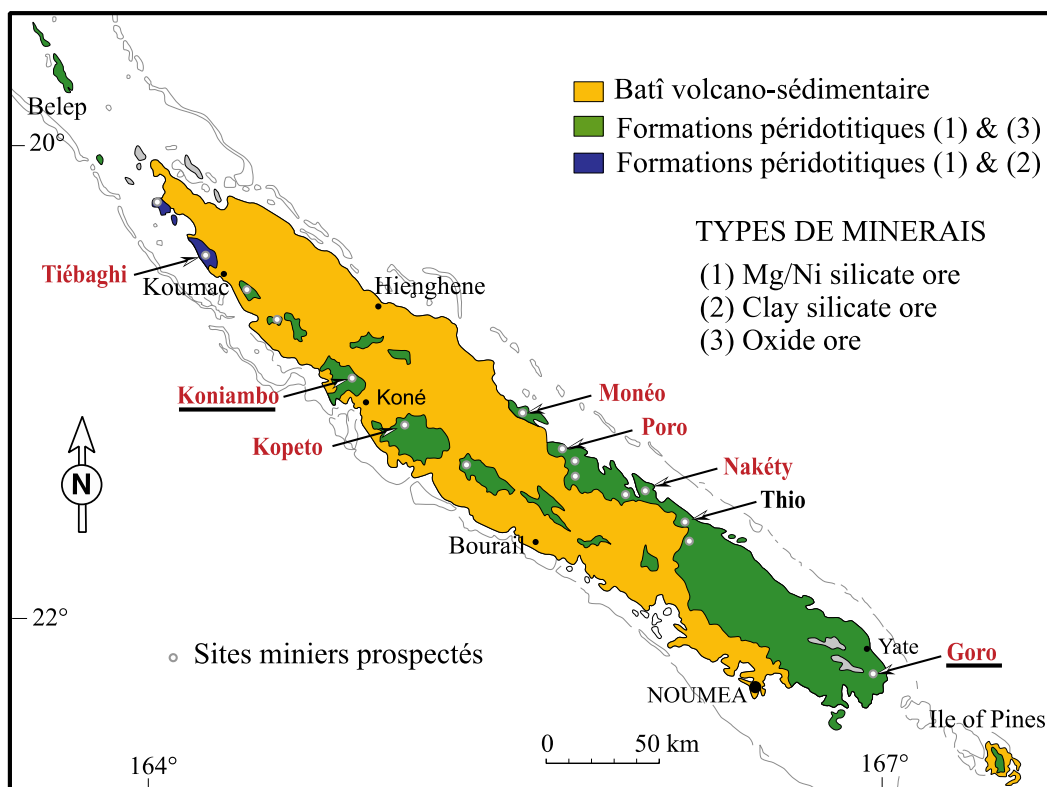 Belep
20°
Batî volcano-sédimentaire
Formations péridotitiques (1) & (3)
Formations péridotitiques (1) & (2)
TYPES DE MINERAIS
(1) Mg/Ni silicate ore
(2) Clay silicate ore
(3) Oxide ore
Tiébaghi
Koumac
Hienghene
Koniambo
Koné
Monéo
Kopeto
Poro
Nakéty
Thio
N
Bourail
22°
Sites miniers prospectés
Yate
Goro
NOUMEA
Ile of Pines
0 50 km
164°
167°